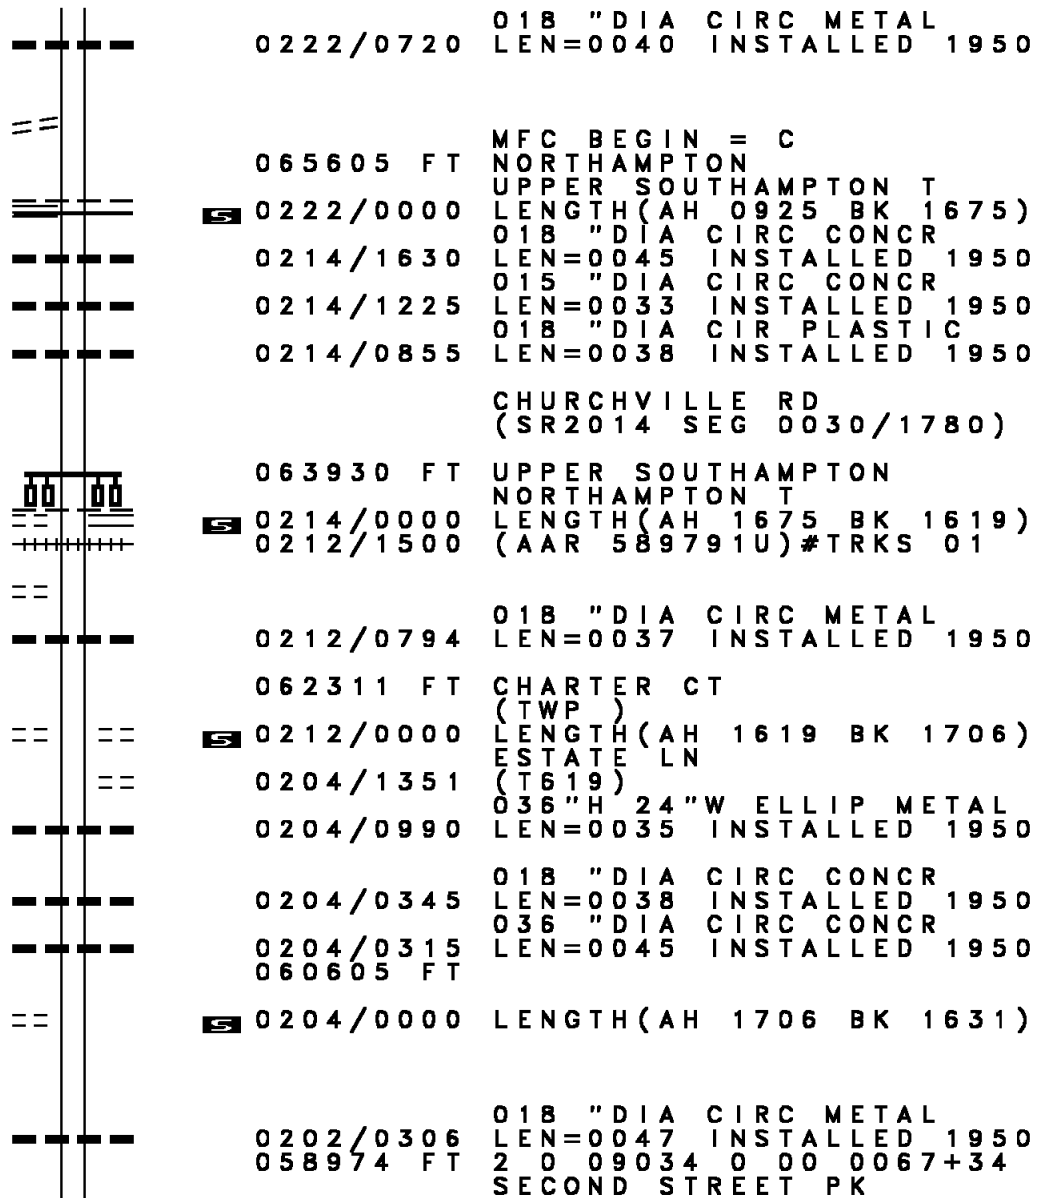 018 "DIA CIRC METAL
0222/0720 LEN=0040 INSTALLED 1950
MFC BEGIN = C
065605 FT NORTHAMPTON
UPPER SOUTHAMPTON T
S 0222/0000 LENGTH(AH 0925 BK 1675)
018 "DIA CIRC CONCR
0214/1630 LEN=0045 INSTALLED 1950
015 "DIA CIRC CONCR
0214/1225 LEN=0033 INSTALLED 1950
018 "DIA CIR PLASTIC
0214/0855 LEN=0038 INSTALLED 1950
CHURCHVILLE RD
(SR2014 SEG 0030/1780)
063930 FT UPPER SOUTHAMPTON
NORTHAMPTON T
S 0214/0000 LENGTH(AH 1675 BK 1619)
0212/1500 (AAR 589791U)#TRKS 01
018 "DIA CIRC METAL
0212/0794 LEN=0037 INSTALLED 1950
062311 FT CHARTER CT
(TWP )
S 0212/0000 LENGTH(AH 1619 BK 1706)
ESTATE LN
0204/1351 (T619)
036"H 24"W ELLIP METAL
0204/0990 LEN=0035 INSTALLED 1950
018 "DIA CIRC CONCR
0204/0345 LEN=0038 INSTALLED 1950
036 "DIA CIRC CONCR
0204/0315 LEN=0045 INSTALLED 1950
060605 FT
S 0204/0000 LENGTH(AH 1706 BK 1631)
018 "DIA CIRC METAL
0202/0306 LEN=0047 INSTALLED 1950
058974 FT 2 0 09034 0 00 0067+34
SECOND STREET PK